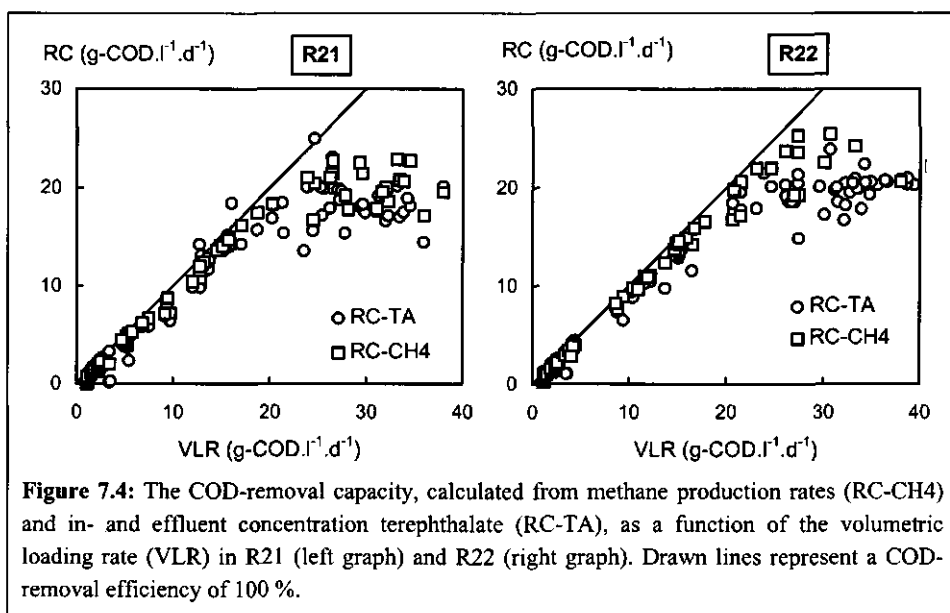 RC (g-COD.l⁻¹.d⁻¹) R21
30
20
10
0
RC-TA
RC-CH4
0 10 20 30 40
VLR (g-COD.l⁻¹.d⁻¹)
RC (g-COD.l⁻¹.d⁻¹) R22
30
20
10
0
RC-TA
RC-CH4
0 10 20 30 40
VLR (g-COD.l⁻¹.d⁻¹)
Figure 7.4: The COD-removal capacity, calculated from methane production rates (RC-CH4)
and in- and effluent concentration terephthalate (RC-TA), as a function of the volumetric
loading rate (VLR) in R21 (left graph) and R22 (right graph). Drawn lines represent a COD-
removal efficiency of 100 %.